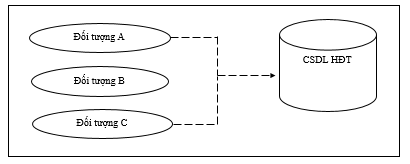 Đối tượng A
CSDL HĐT
Đối tượng B
Đối tượng C